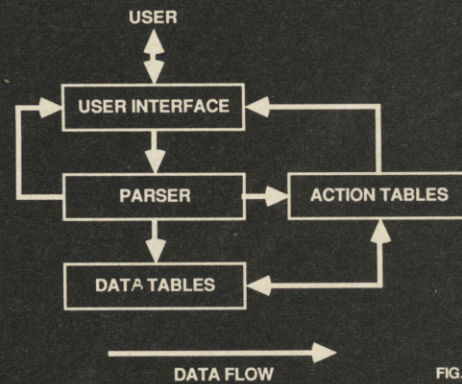 USER
USER INTERFACE
PARSER
ACTION TABLES
DATA TABLES
DATA FLOW
FIG.